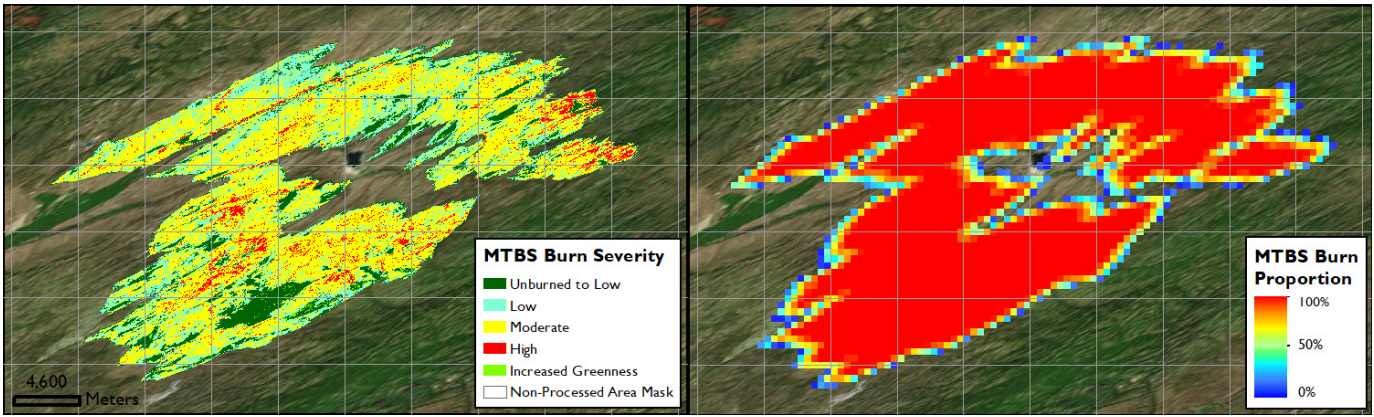 MTBS Burn Severity
Unburned to Low
Low
Moderate
High
Increased Greenness
Non-Processed Area Mask
4,600
Meters
MTBS Burn
Proportion
100%
50%
0%